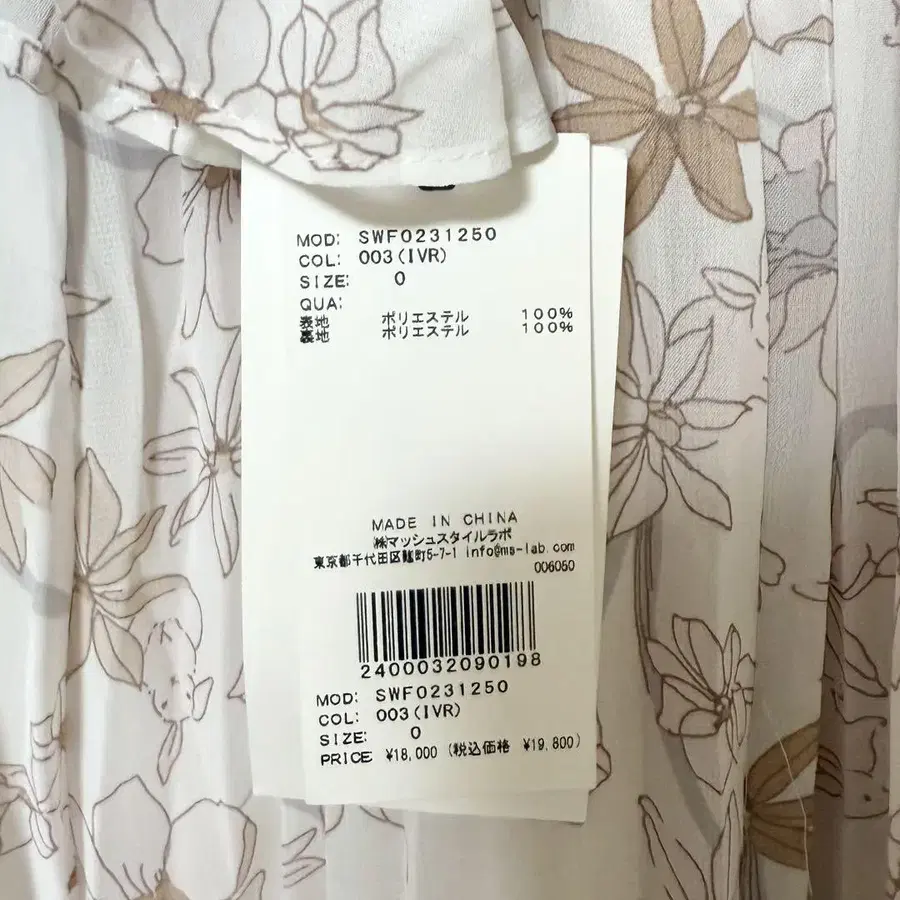 MOD: SWF0231250
COL: 003(IVR)
SIZE: 0
QUA:
表地 ポリエステル 100%
裏地 ポリエステル 100%
MADE IN CHINA
㈱マッシュスタイルラボ
東京都千代田区麹町5-7-1 info@ms-lab.com
006050
2400032090198
MOD: SWF0231250
COL: 003(IVR)
SIZE: 0
PRICE ¥18,000 (税込価格 ¥19,800)